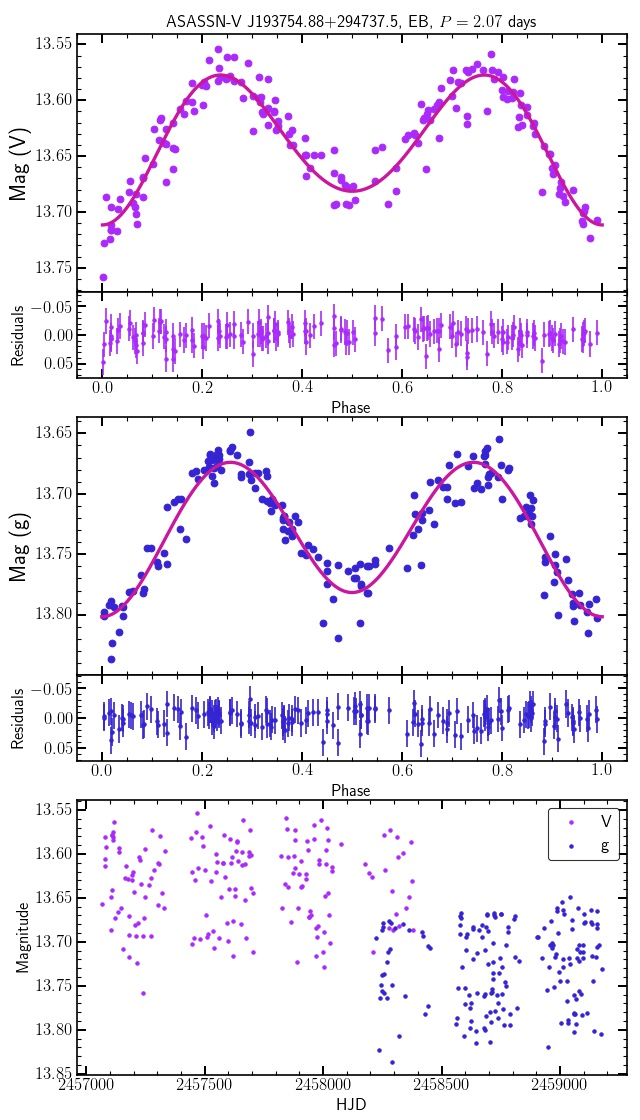 ASASSN-V J193754.88+294737.5, EB, P = 2.07 days
13.55
13.60
13.65
13.70
13.75
Mag (V)
−0.05
0.00
0.05
Residuals
0.0 0.2 0.4 0.6 0.8 1.0
Phase
13.65
13.70
13.75
13.80
Mag (g)
−0.05
0.00
0.05
Residuals
0.0 0.2 0.4 0.6 0.8 1.0
Phase
V
g
13.55
13.60
13.65
13.70
13.75
13.80
13.85
Magnitude
2457000 2457500 2458000 2458500 2459000
HJD